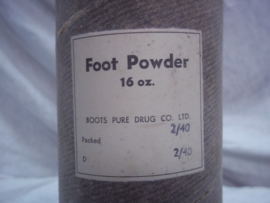 Foot Powder
16 oz.
BOOTS PURE DRUG CO. LTD.
Packed 2/40
D 2/40